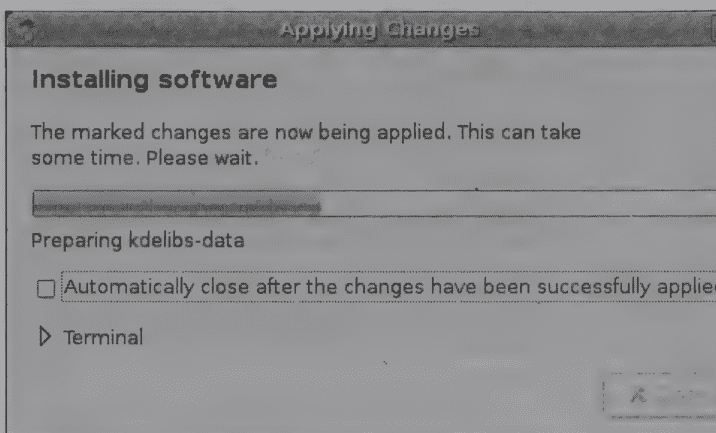 Applying Changes
Installing software
The marked changes are now being applied. This can take
some time. Please wait.
Preparing kdelibs-data
Automatically close after the changes have been successfully applied
Terminal